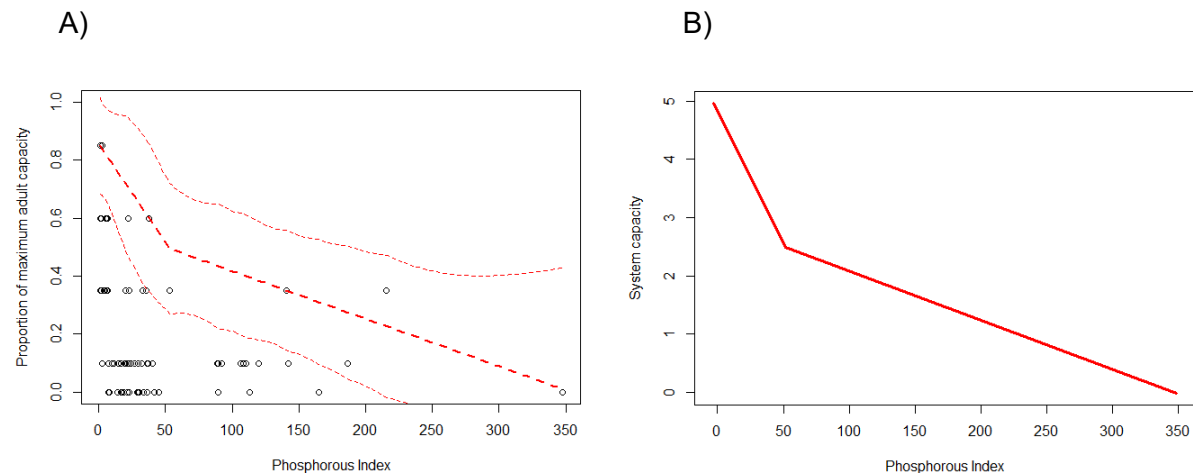 A)
Proportion of maximum adult capacity
1.0
0.8
0.6
0.4
0.2
0.0
0 50 100 150 200 250 300 350
Phosphorous Index
B)
System capacity
5
4
3
2
1
0
0 50 100 150 200 250 300 350
Phosphorous Index